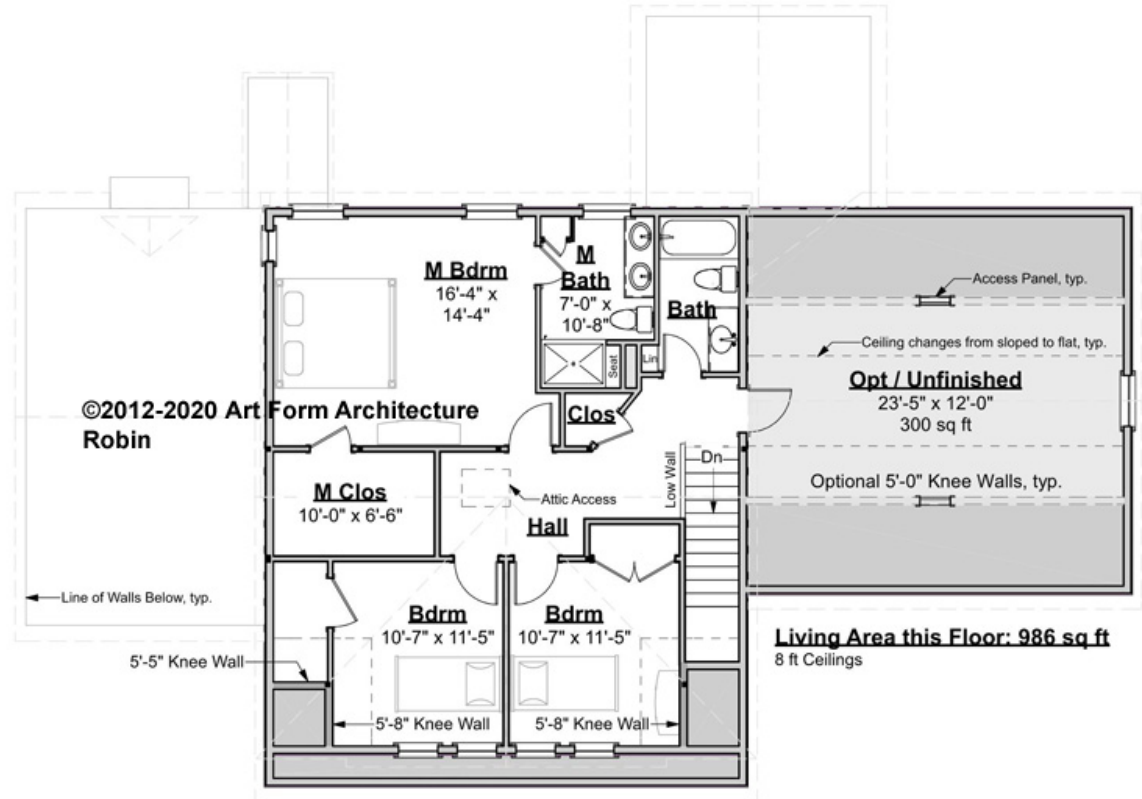 M Bdrm
16'-4" x
14'-4"
M
Bath
7'-0" x
10'-8"
Bath
Lin
Seat
Access Panel, typ.
Ceiling changes from sloped to flat, typ.
Opt / Unfinished
23'-5" x 12'-0"
300 sq ft
©2012-2020 Art Form Architecture
Robin
Clos
Dn
Low Wall
Optional 5'-0" Knee Walls, typ.
M Clos
10'-0" x 6'-6"
Attic Access
Hall
Line of Walls Below, typ.
Bdrm
10'-7" x 11'-5"
Bdrm
10'-7" x 11'-5"
Living Area this Floor: 986 sq ft
8 ft Ceilings
5'-5" Knee Wall
5'-8" Knee Wall
5'-8" Knee Wall